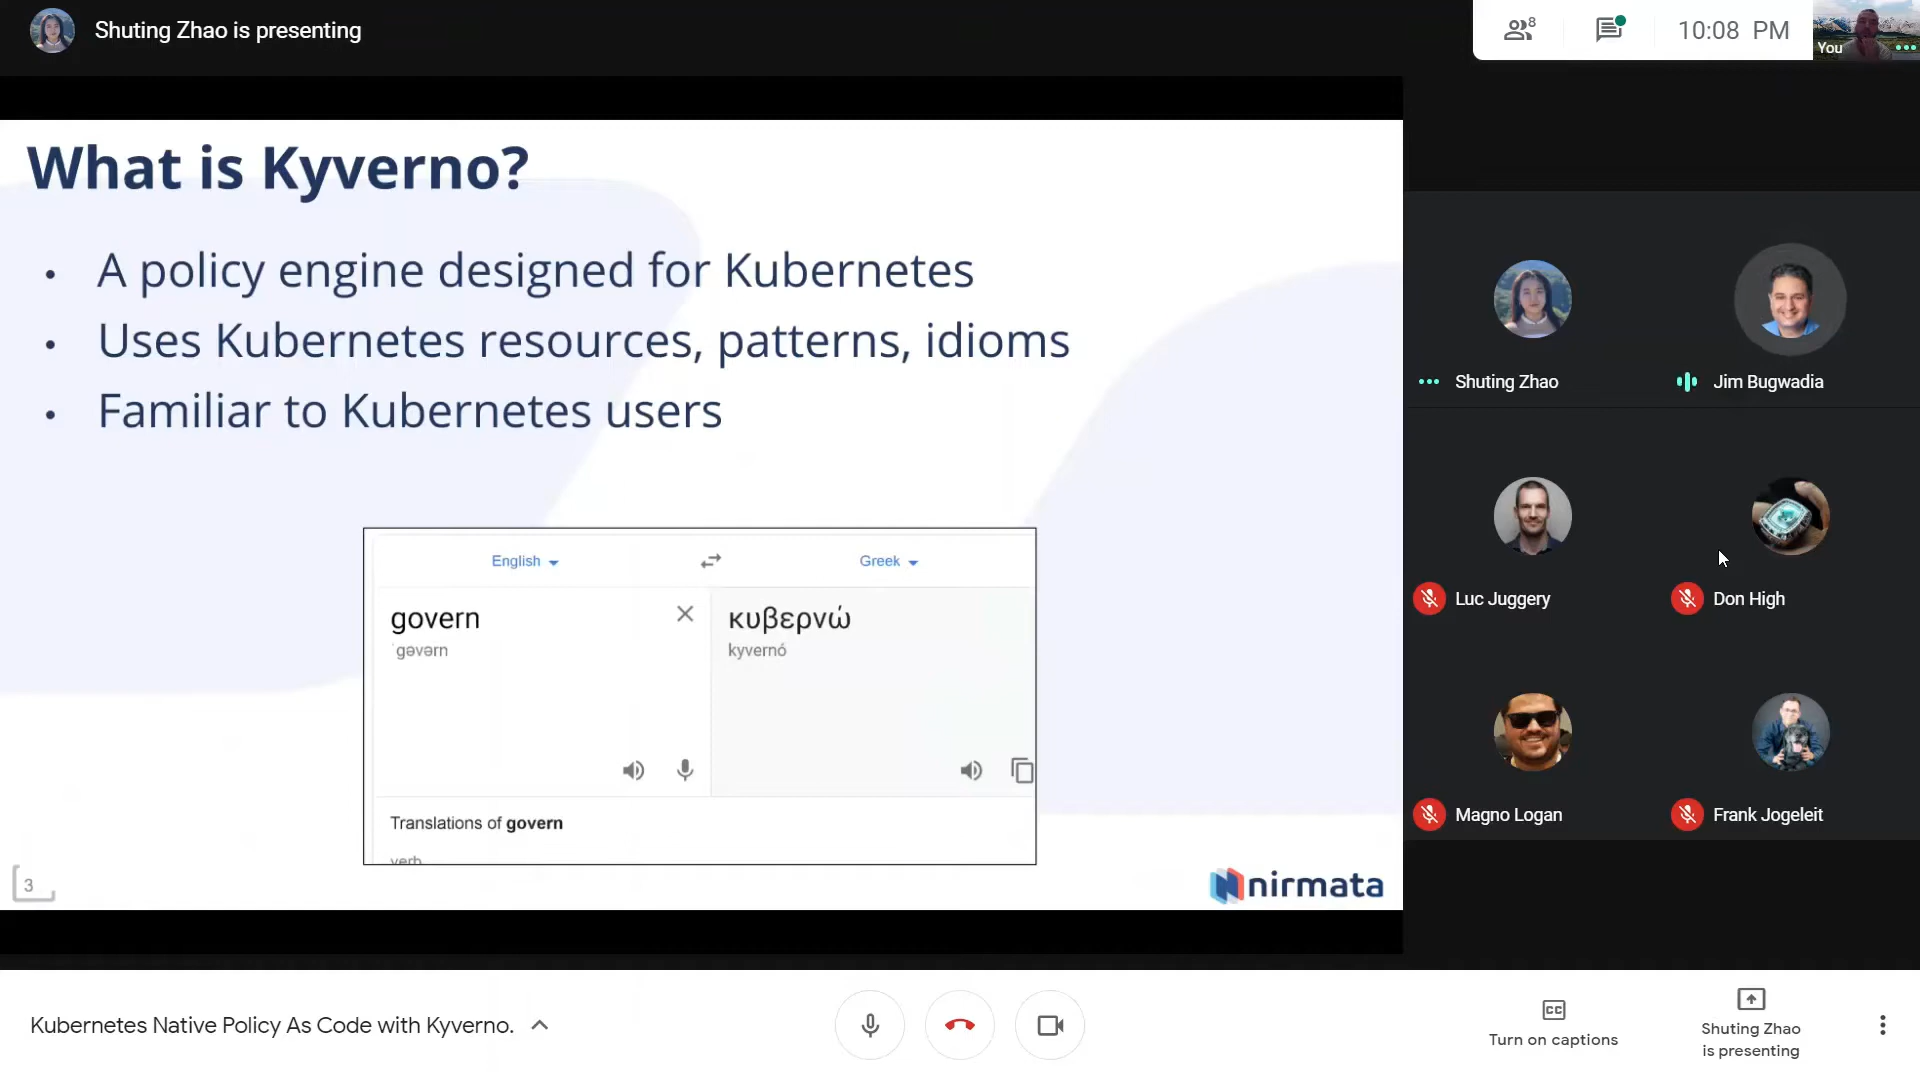 Shuting Zhao is presenting
8
10:08 PM
You
What is Kyverno?
• A policy engine designed for Kubernetes
• Uses Kubernetes resources, patterns, idioms
• Familiar to Kubernetes users
English
Greek
govern
ˈgəvərn
κυβερνώ
kyvernó
Translations of govern
verb
3
nirmata
Shuting Zhao
Jim Bugwadia
Luc Juggery
Don High
Magno Logan
Frank Jogeleit
Kubernetes Native Policy As Code with Kyverno.
CC
Turn on captions
Shuting Zhao
is presenting